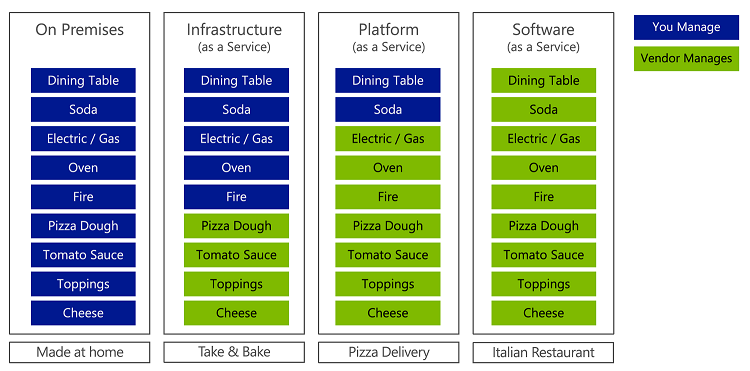 On Premises
Dining Table
Soda
Electric / Gas
Oven
Fire
Pizza Dough
Tomato Sauce
Toppings
Cheese
Made at home
Infrastructure
(as a Service)
Dining Table
Soda
Electric / Gas
Oven
Fire
Pizza Dough
Tomato Sauce
Toppings
Cheese
Take & Bake
Platform
(as a Service)
Dining Table
Soda
Electric / Gas
Oven
Fire
Pizza Dough
Tomato Sauce
Toppings
Cheese
Pizza Delivery
Software
(as a Service)
Dining Table
Soda
Electric / Gas
Oven
Fire
Pizza Dough
Tomato Sauce
Toppings
Cheese
Italian Restaurant
You Manage
Vendor Manages